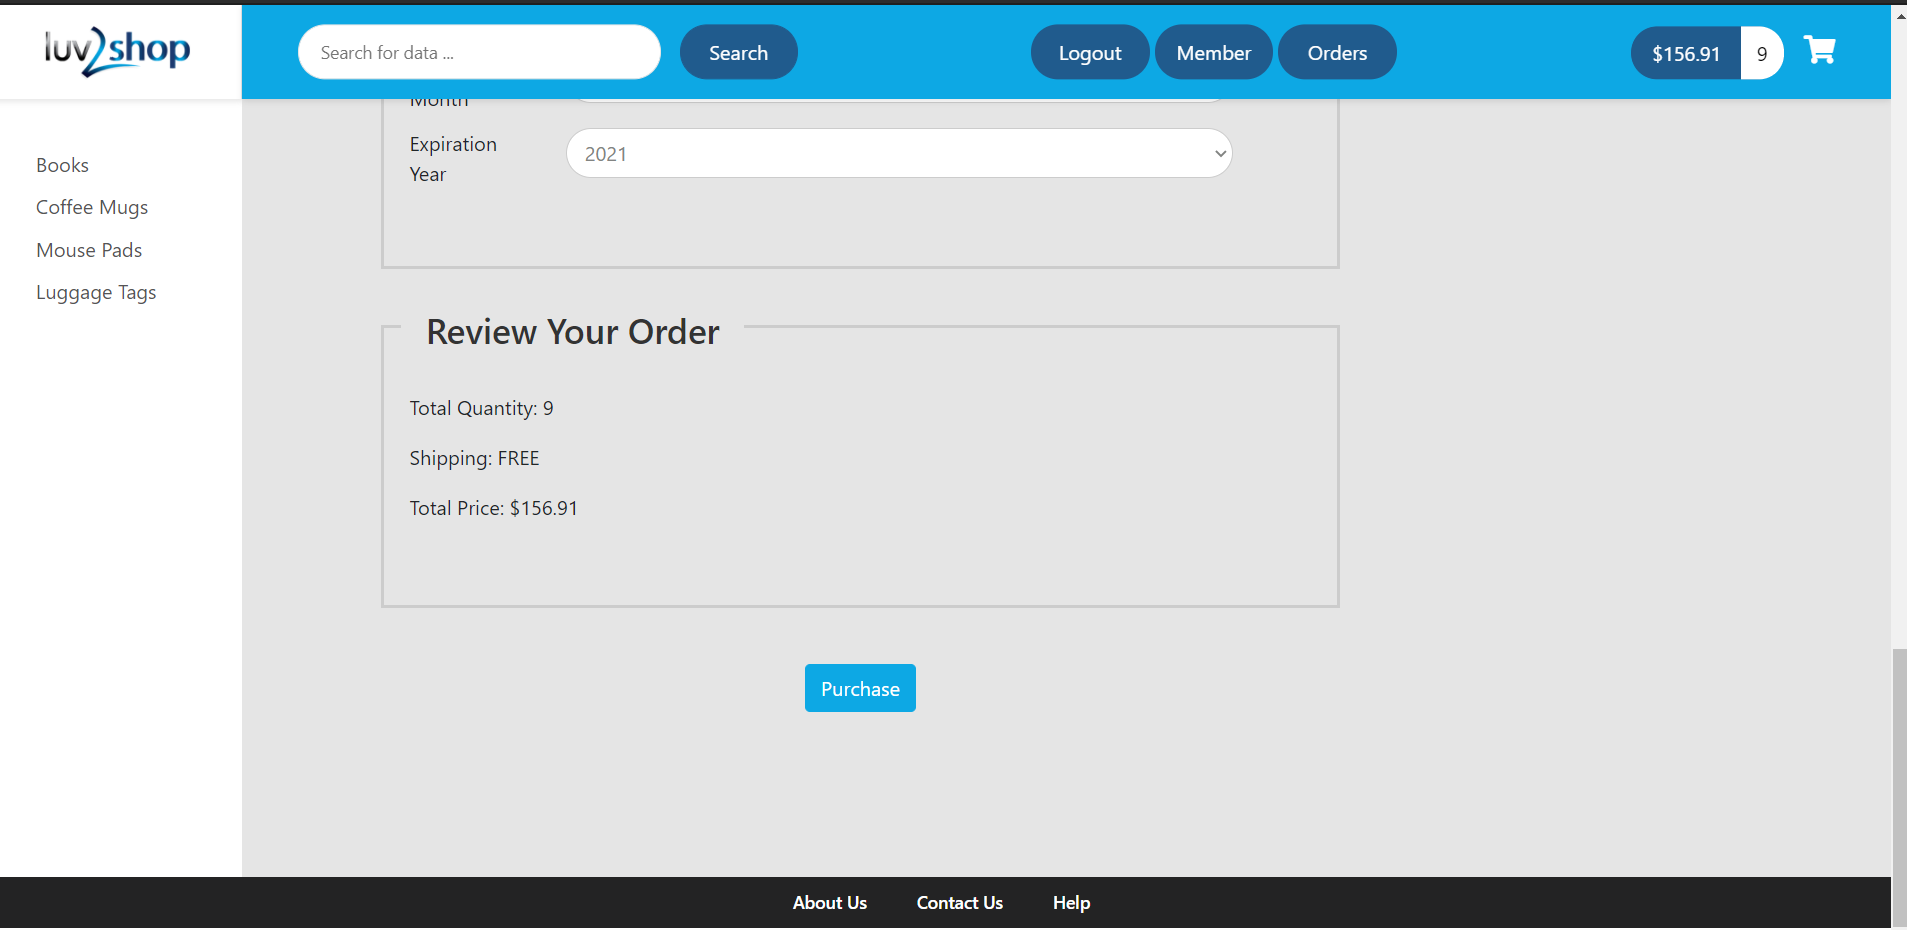 luv2shop
Search for data ...
Search
Logout
Member
Orders
$156.91
9
Books
Coffee Mugs
Mouse Pads
Luggage Tags
Month
Expiration
Year
2021
Review Your Order
Total Quantity: 9
Shipping: FREE
Total Price: $156.91
Purchase
About Us
Contact Us
Help